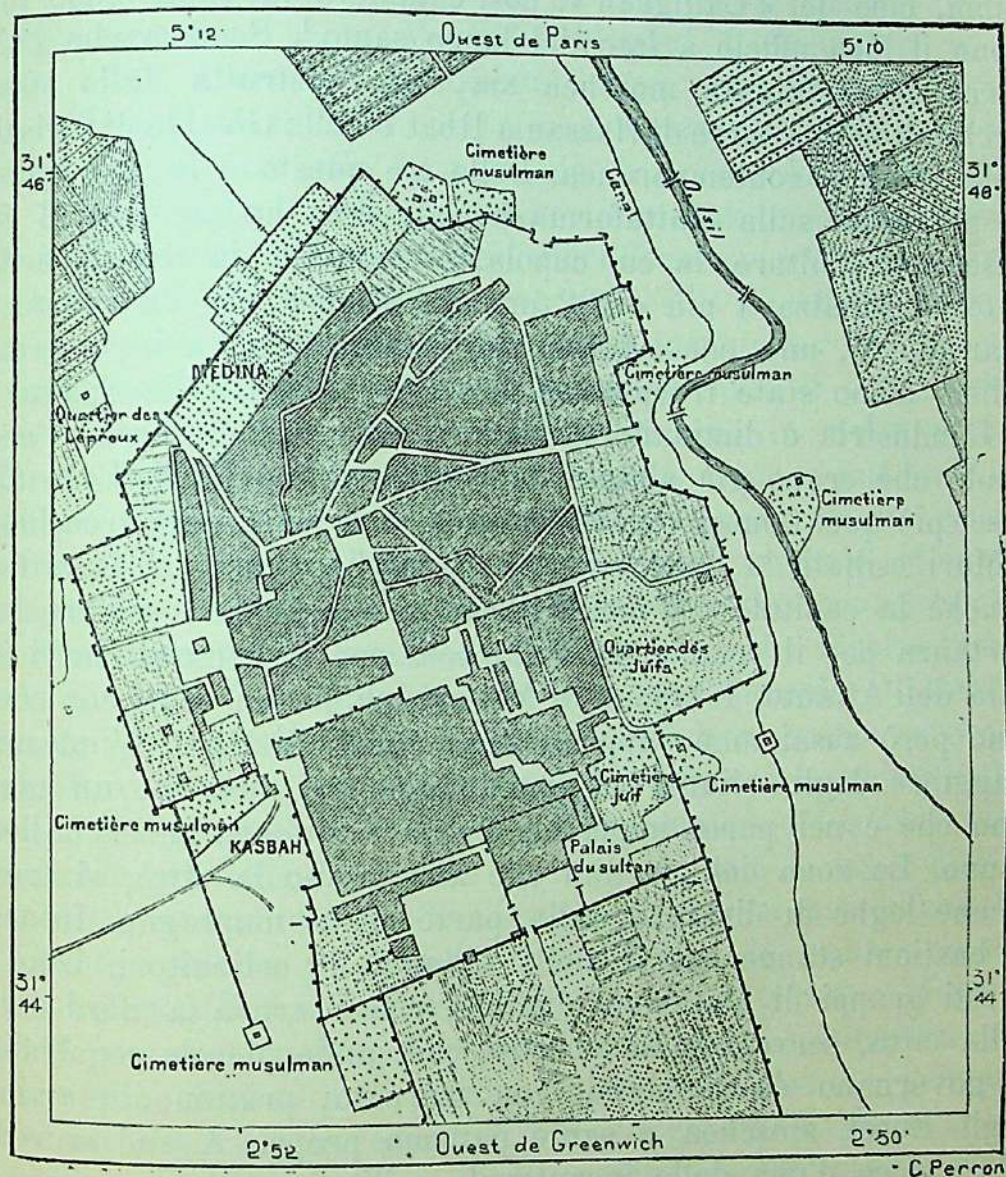 5°12
Ouest de Paris
5°10
31°
46'
31°
Cimetière
musulman
Canal
O. Isil
MEDINA
Cimetière musulman
Quartier des
Lépreux
Cimetière
musulman
Quartier des
Juifs
Cimetière musulman
KASBAH
Cimetière
juif
Cimetière musulman
Palais
du sultan
31°
44
31°
44
Cimetière musulman
2°52
Ouest de Greenwich
2°50
C. Perron